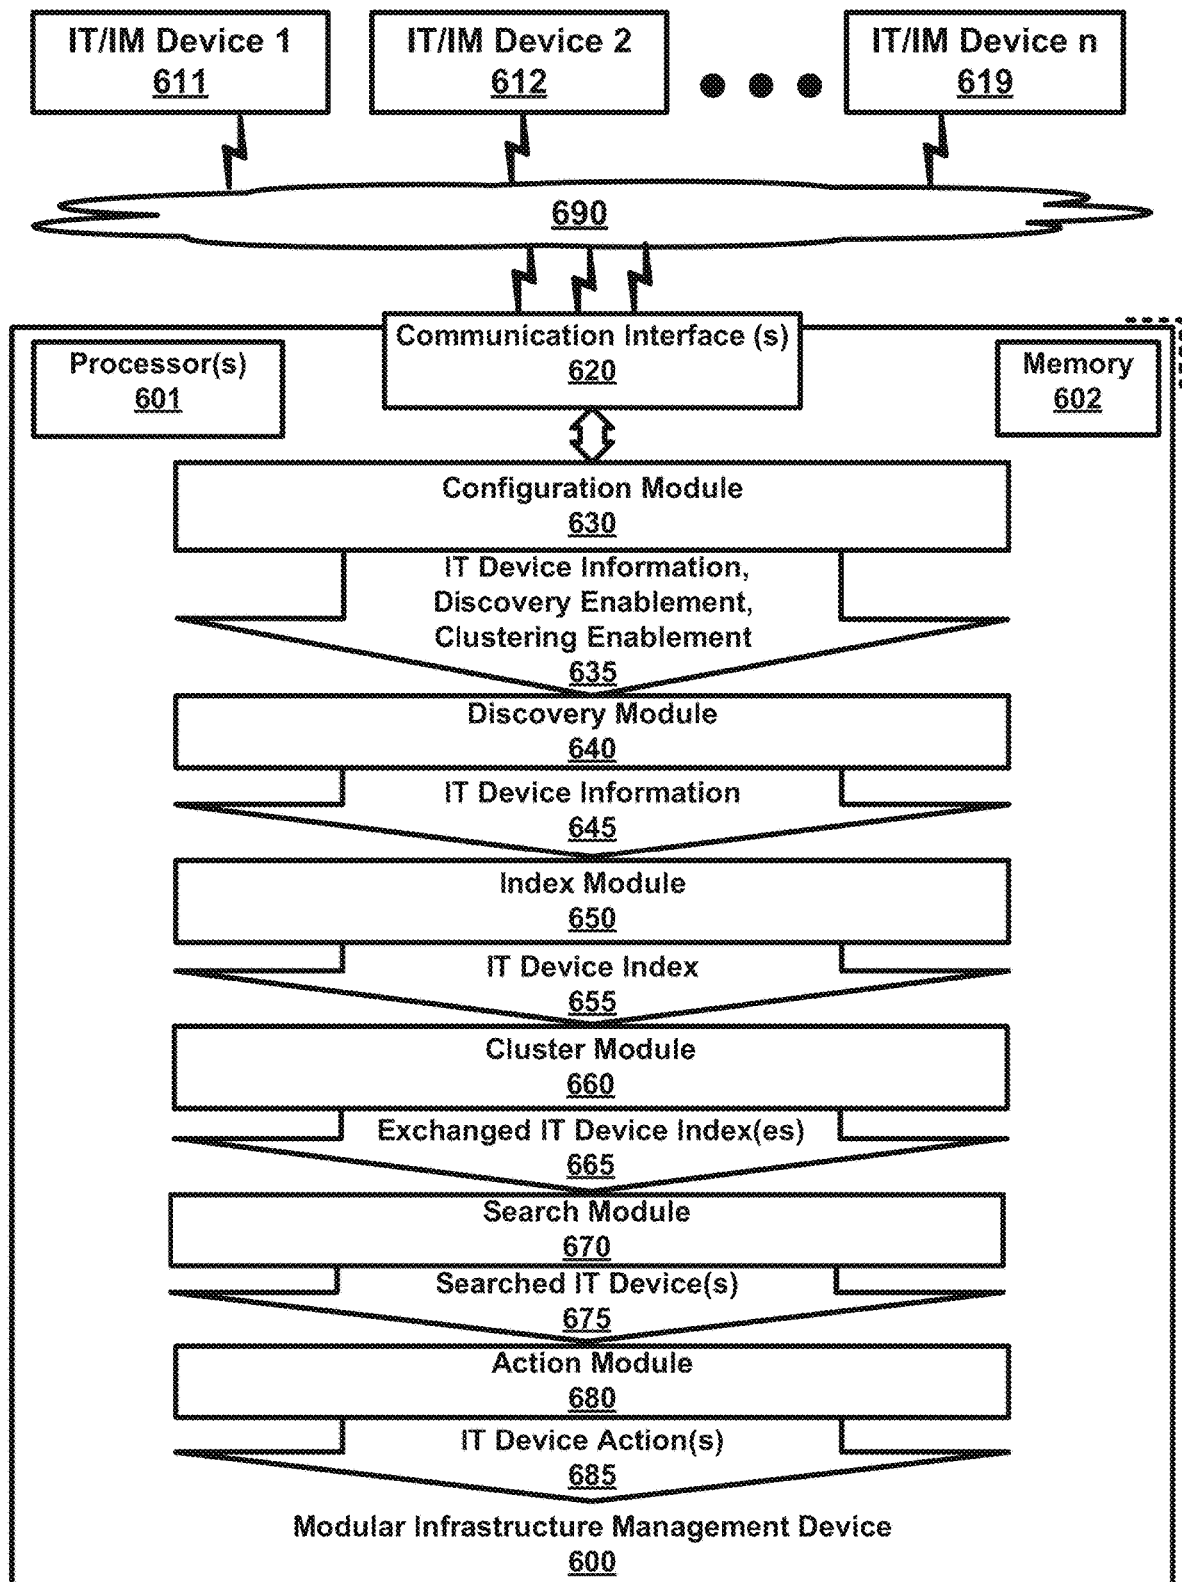 IT/IM Device 1
611
IT/IM Device 2
612
IT/IM Device n
619
690
Communication Interface (s)
620
Processor(s)
601
Memory
602
Configuration Module
630
IT Device Information,
Discovery Enablement,
Clustering Enablement
635
Discovery Module
640
IT Device Information
645
Index Module
650
IT Device Index
655
Cluster Module
660
Exchanged IT Device Index(es)
665
Search Module
670
Searched IT Device(s)
675
Action Module
680
IT Device Action(s)
685
Modular Infrastructure Management Device
600